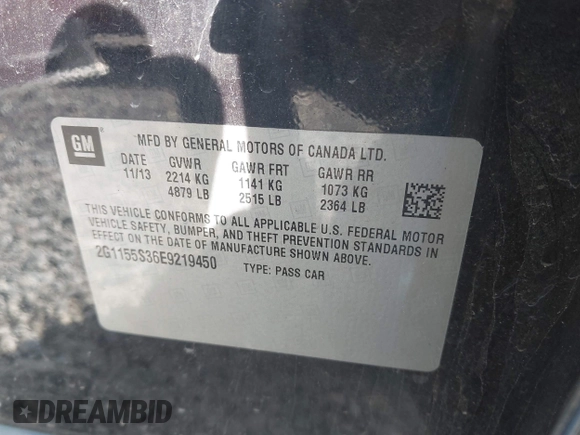 GM
MFD BY GENERAL MOTORS OF CANADA LTD.
DATE GVWR GAWR FRT GAWR RR
11/13 2214 KG 1141 KG 1073 KG
4879 LB 2515 LB 2364 LB
THIS VEHICLE CONFORMS TO ALL APPLICABLE U.S. FEDERAL MOTOR
VEHICLE SAFETY, BUMPER, AND THEFT PREVENTION STANDARDS IN
EFFECT ON THE DATE OF MANUFACTURE SHOWN ABOVE.
2G1155S36E9219450 TYPE: PASS CAR
DREAMBID